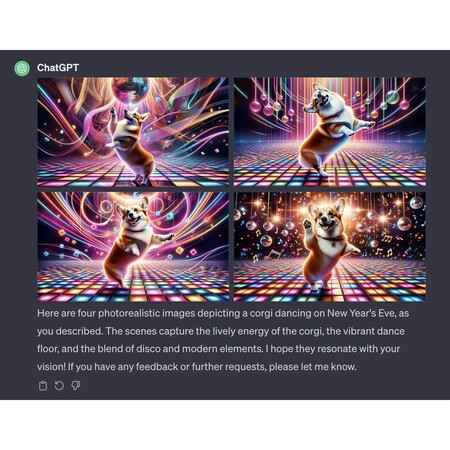 ChatGPT
Here are four photorealistic images depicting a corgi dancing on New Year's Eve, as
you described. The scenes capture the lively energy of the corgi, the vibrant dance
floor, and the blend of disco and modern elements. I hope they resonate with your
vision! If you have any feedback or further requests, please let me know.